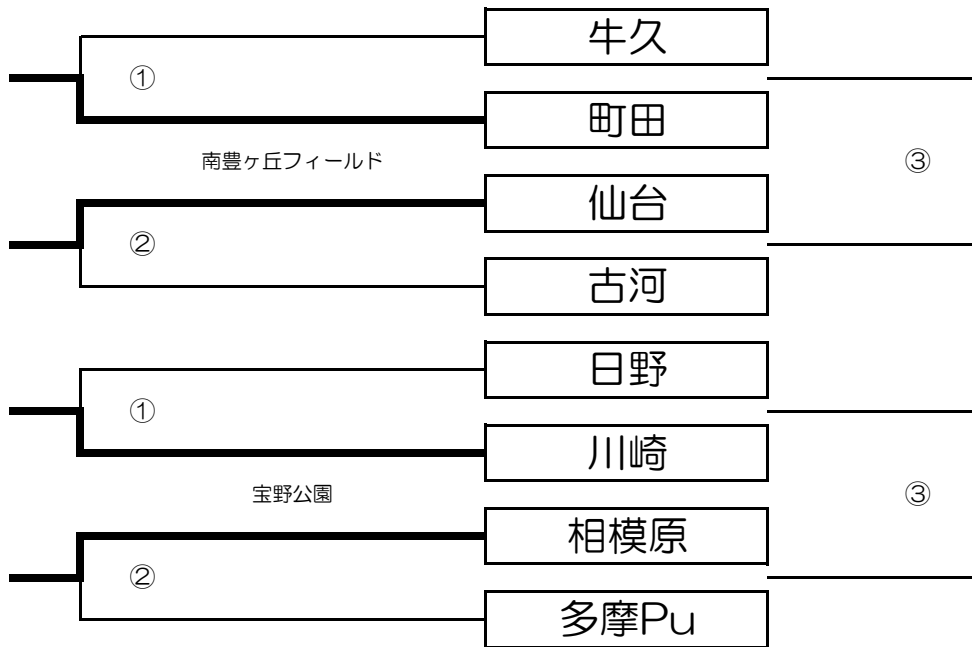 牛久
①
町田
南豊ヶ丘フィールド
③
仙台
②
古河
日野
①
川崎
宝野公園
③
相模原
②
多摩Pu